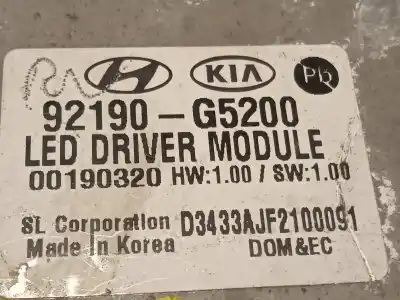 KIA Pb
92190-G5200
LED DRIVER MODULE
00190320 HW:1.00 / SW:1.00
SL Corporation D3433AJF2100091
Made in Korea DOM&EC